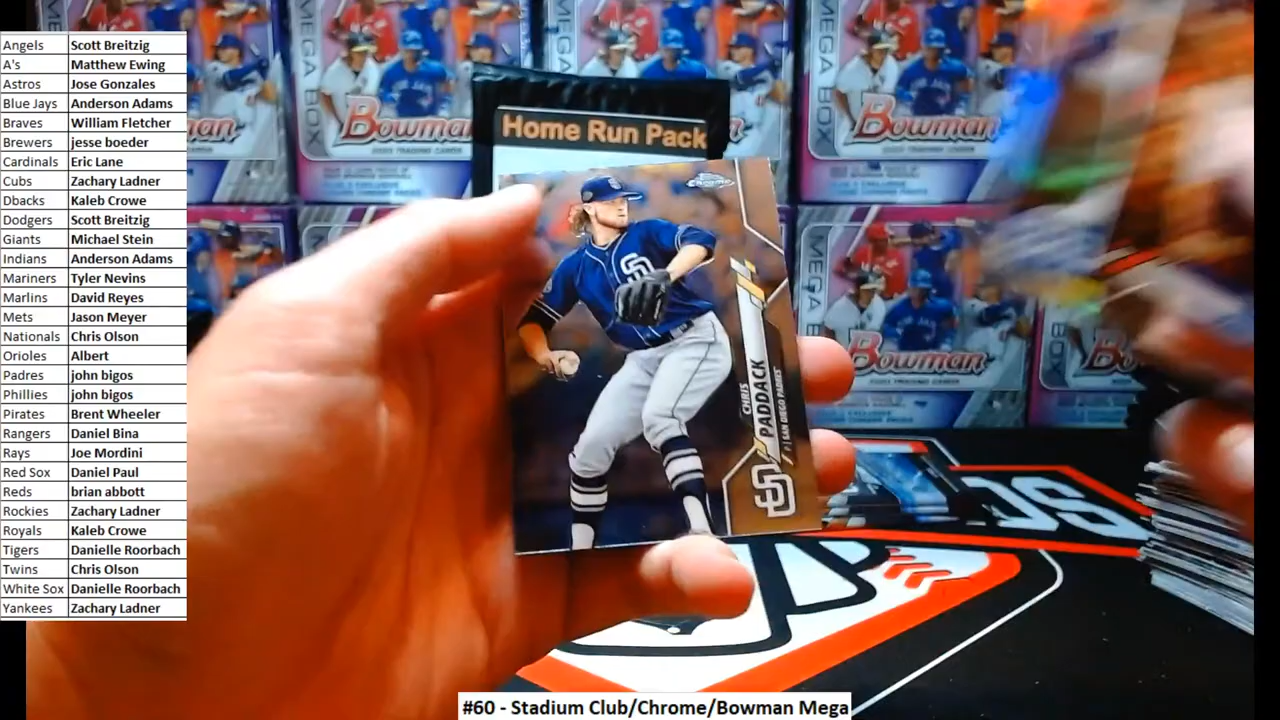 Angels Scott Breitzig
A's Matthew Ewing
Astros Jose Gonzales
Blue Jays Anderson Adams
Braves William Fletcher
Brewers jesse boeder
Cardinals Eric Lane
Cubs Zachary Ladner
Dbacks Kaleb Crowe
Dodgers Scott Breitzig
Giants Michael Stein
Indians Anderson Adams
Mariners Tyler Nevins
Marlins David Reyes
Mets Jason Meyer
Nationals Chris Olson
Orioles Albert
Padres john bigos
Phillies john bigos
Pirates Brent Wheeler
Rangers Daniel Bina
Rays Joe Mordini
Red Sox Daniel Paul
Reds brian abbott
Rockies Zachary Ladner
Royals Kaleb Crowe
Tigers Danielle Roorbach
Twins Chris Olson
White Sox Danielle Roorbach
Yankees Zachary Ladner
MEGA BOX
Bowman
Bowman
Home Run Pack
Chrome
CHRIS
PADDACK
P | SAN DIEGO PADRES
SD
MEGA BOX
Bowman
#60 - Stadium Club/Chrome/Bowman Mega